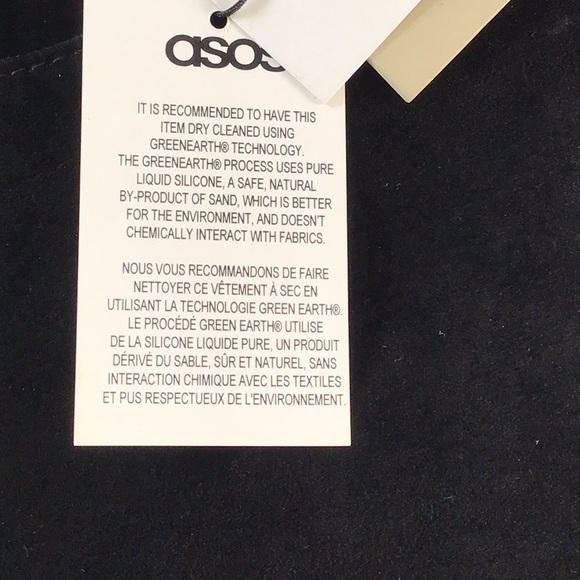 asos
IT IS RECOMMENDED TO HAVE THIS
ITEM DRY CLEANED USING
GREENEARTH® TECHNOLOGY.
THE GREENEARTH® PROCESS USES PURE
LIQUID SILICONE, A SAFE, NATURAL
BY-PRODUCT OF SAND, WHICH IS BETTER
FOR THE ENVIRONMENT, AND DOESN'T
CHEMICALLY INTERACT WITH FABRICS.
NOUS VOUS RECOMMANDONS DE FAIRE
NETTOYER CE VÊTEMENT À SEC EN
UTILISANT LA TECHNOLOGIE GREEN EARTH®.
LE PROCÉDÉ GREEN EARTH® UTILISE
DE LA SILICONE LIQUIDE PURE, UN PRODUIT
DÉRIVÉ DU SABLE, SÛR ET NATUREL, SANS
INTERACTION CHIMIQUE AVEC LES TEXTILES
ET PUS RESPECTUEUX DE L'ENVIRONNEMENT.